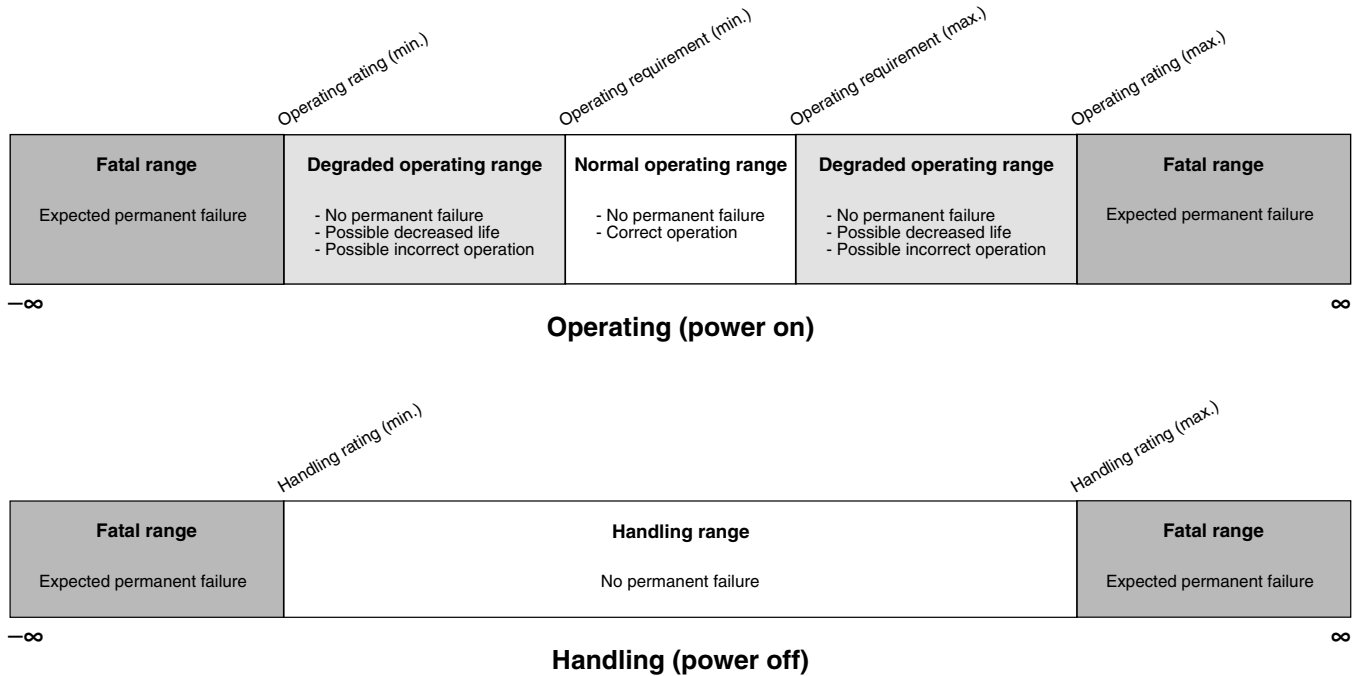 Operating rating (min.)
Operating requirement (min.)
Operating requirement (max.)
Operating rating (max.)
Fatal range
Degraded operating range
Normal operating range
Degraded operating range
Fatal range
Expected permanent failure
- No permanent failure
- Possible decreased life
- Possible incorrect operation
- No permanent failure
- Correct operation
- No permanent failure
- Possible decreased life
- Possible incorrect operation
Expected permanent failure
–∞
∞
Operating (power on)
Handling rating (min.)
Handling rating (max.)
Fatal range
Handling range
Fatal range
Expected permanent failure
No permanent failure
Expected permanent failure
–∞
∞
Handling (power off)